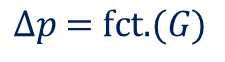 Δp = fct.(G)